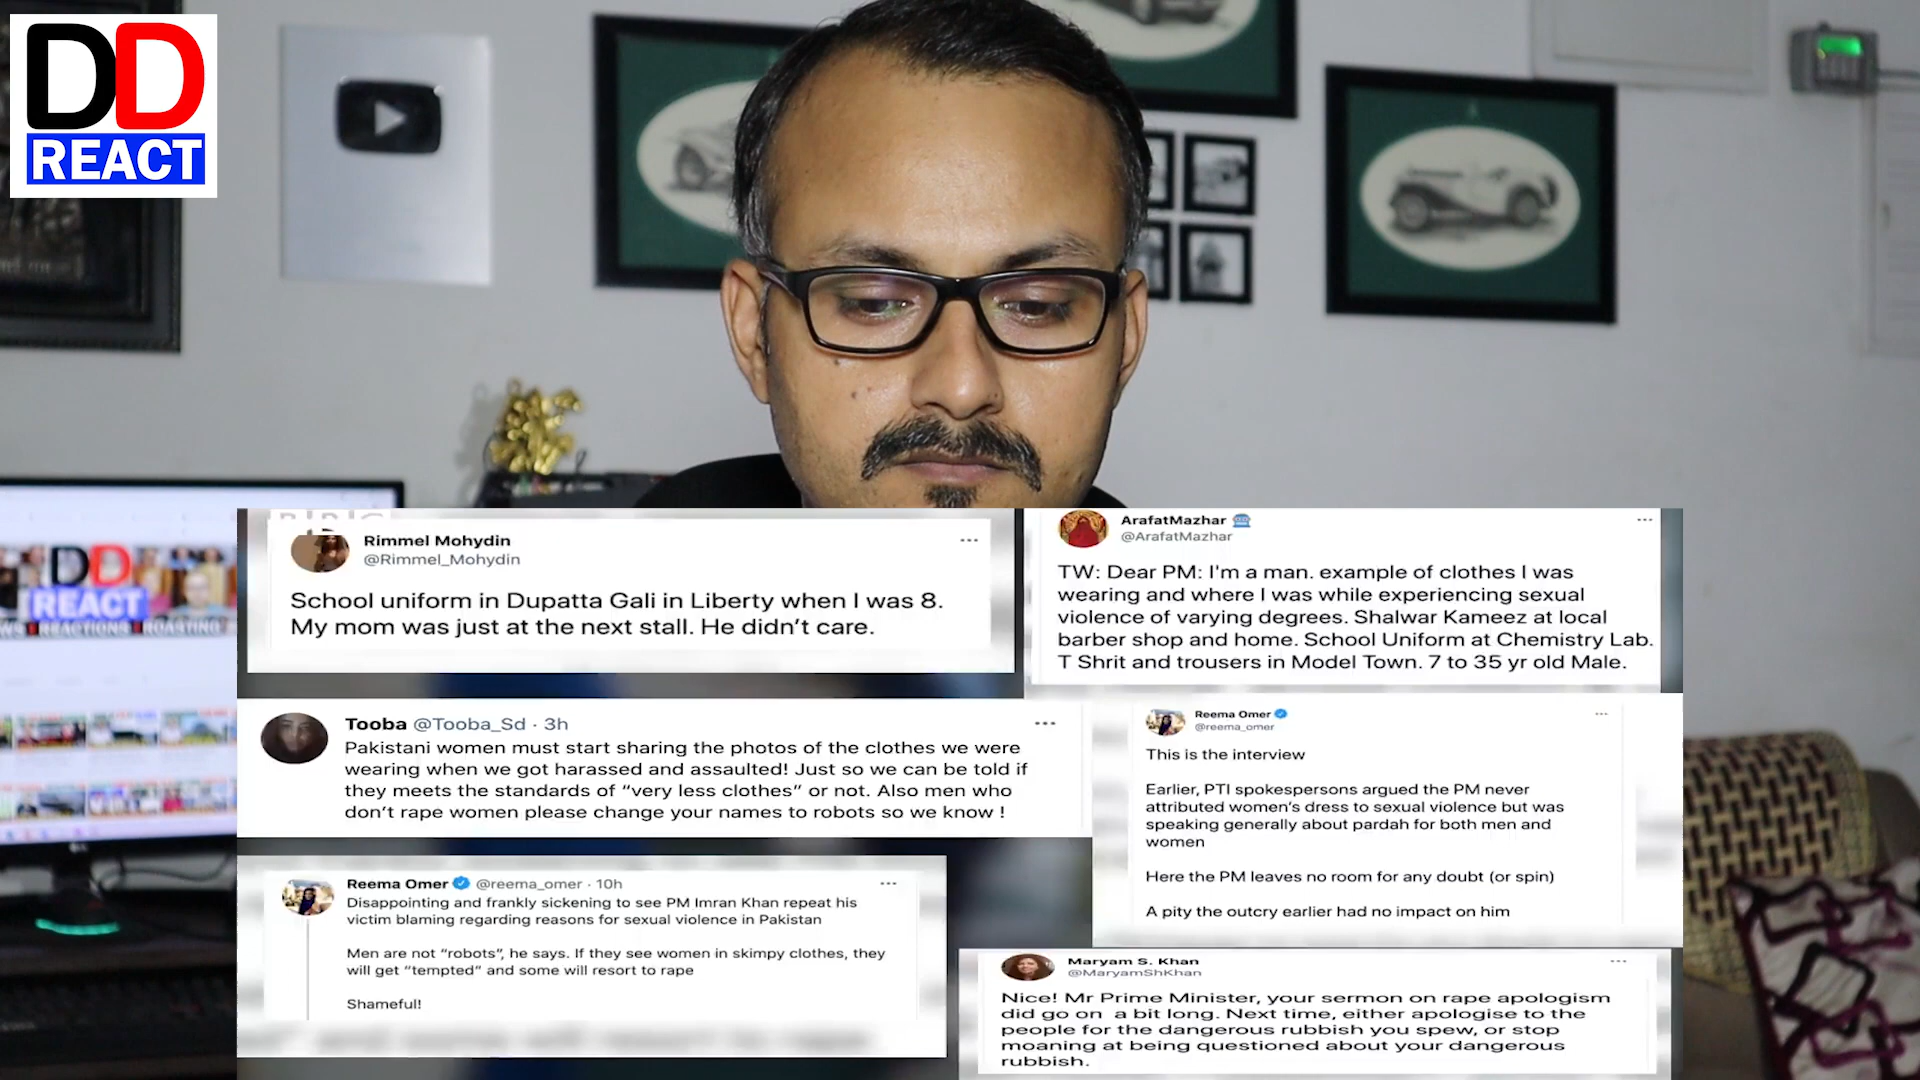 DD
REACT
Rimmel Mohydin
@Rimmel_Mohydin
School uniform in Dupatta Gali in Liberty when I was 8.
My mom was just at the next stall. He didn’t care.
ArafatMazhar
@ArafatMazhar
TW: Dear PM: I'm a man. example of clothes I was
wearing and where I was while experiencing sexual
violence of varying degrees. Shalwar Kameez at local
barber shop and home. School Uniform at Chemistry Lab.
T Shrit and trousers in Model Town. 7 to 35 yr old Male.
Tooba @Tooba_Sd · 3h
Pakistani women must start sharing the photos of the clothes we were
wearing when we got harassed and assaulted! Just so we can be told if
they meets the standards of “very less clothes” or not. Also men who
don’t rape women please change your names to robots so we know !
Reema Omer
@reema_omer
This is the interview
Earlier, PTI spokespersons argued the PM never
attributed women’s dress to sexual violence but was
speaking generally about pardah for both men and
women
Here the PM leaves no room for any doubt (or spin)
A pity the outcry earlier had no impact on him
Reema Omer @reema_omer · 10h
Disappointing and frankly sickening to see PM Imran Khan repeat his
victim blaming regarding reasons for sexual violence in Pakistan
Men are not “robots”, he says. If they see women in skimpy clothes, they
will get “tempted” and some will resort to rape
Shameful!
Maryam S. Khan
@MaryamShKhan
Nice! Mr Prime Minister, your sermon on rape apologism
did go on a bit long. Next time, either apologise to the
people for the dangerous rubbish you spew, or stop
moaning at being questioned about your dangerous
rubbish.
DD
REACT
REACTIONS
ROASTING